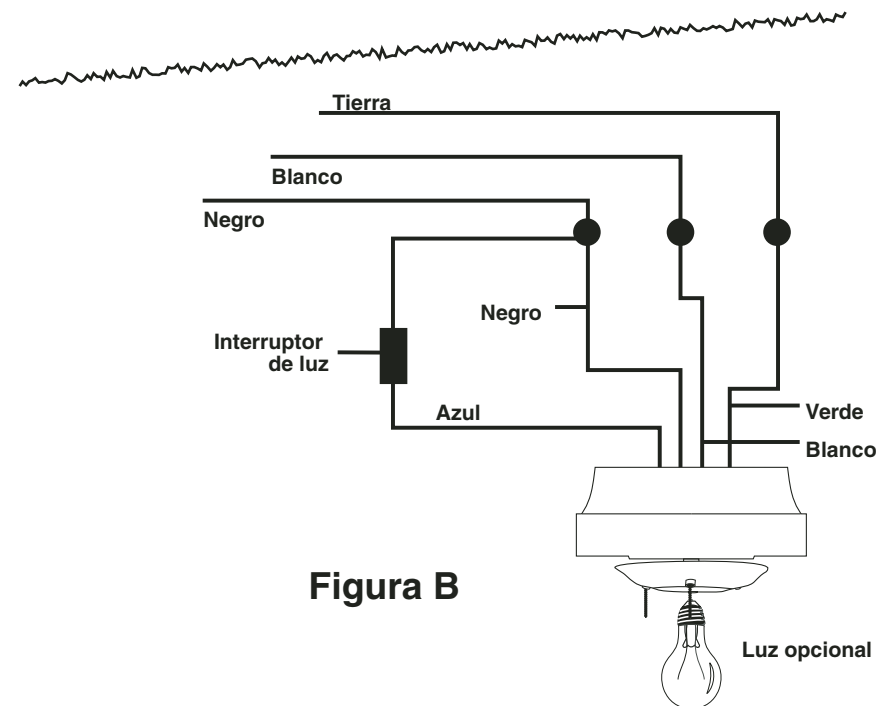 Tierra
Blanco
Negro
Negro
Interruptor
de luz
Azul
Verde
Blanco
Figura B
Luz opcional